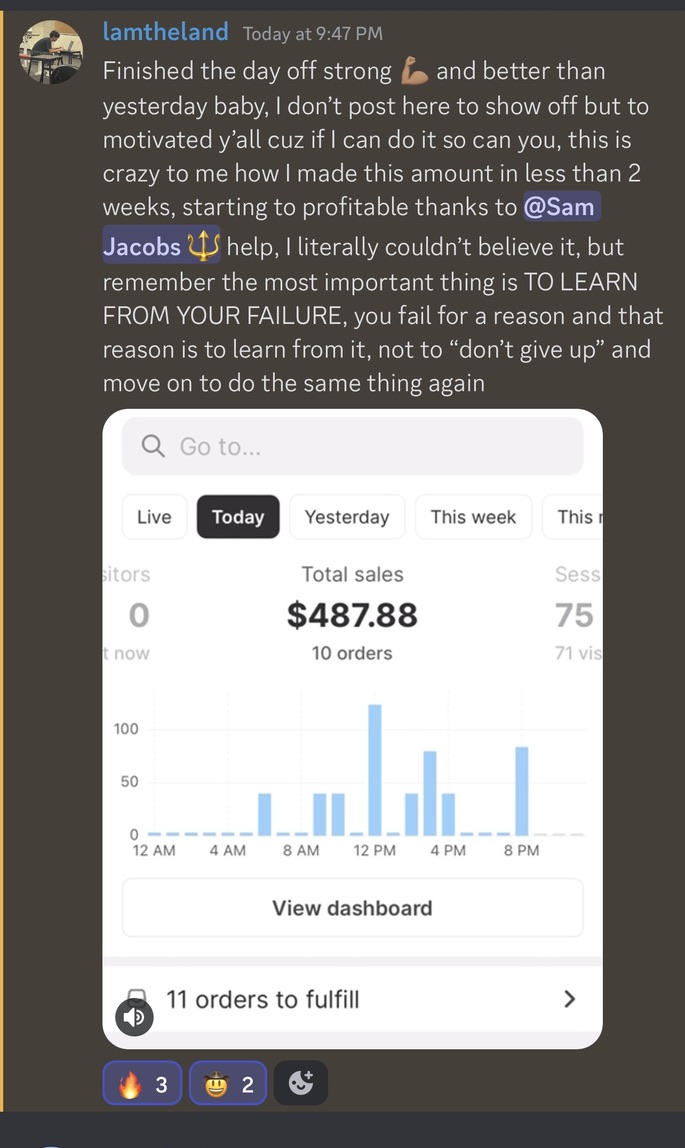 lamtheland Today at 9:47 PM
Finished the day off strong 💪🏽 and better than
yesterday baby, I don’t post here to show off but to
motivated y’all cuz if I can do it so can you, this is
crazy to me how I made this amount in less than 2
weeks, starting to profitable thanks to @Sam
Jacobs 🔱 help, I literally couldn’t believe it, but
remember the most important thing is TO LEARN
FROM YOUR FAILURE, you fail for a reason and that
reason is to learn from it, not to “don’t give up” and
move on to do the same thing again
Go to...
Live Today Yesterday This week This r
sitors Total sales Sess
0 $487.88 75
t now 10 orders 71 vis
100
50
0
12 AM 4 AM 8 AM 12 PM 4 PM 8 PM
View dashboard
11 orders to fulfill
🔥 3 🤠 2